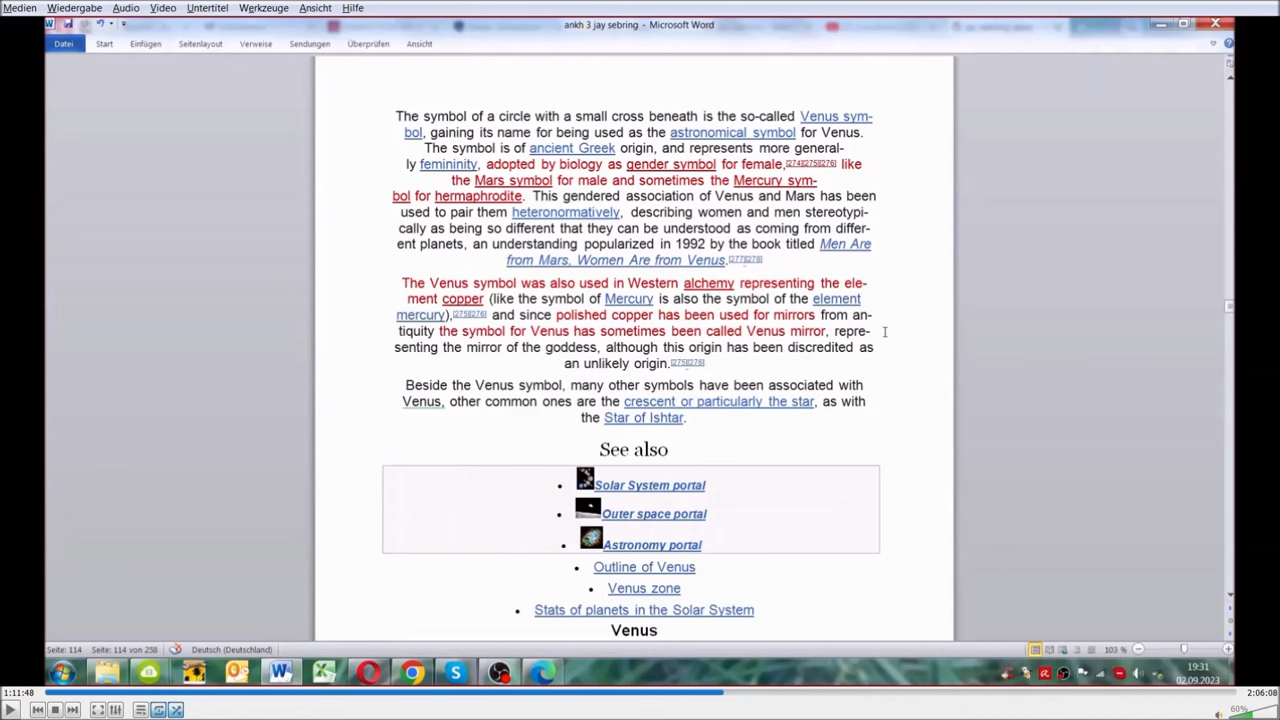 Medien Wiedergabe Audio Video Untertitel Werkzeuge Ansicht Hilfe
ankh 3 jay sebring - Microsoft Word
Datei Start Einfügen Seitenlayout Verweise Sendungen Überprüfen Ansicht
The symbol of a circle with a small cross beneath is the so-called Venus sym-
bol, gaining its name for being used as the astronomical symbol for Venus.
The symbol is of ancient Greek origin, and represents more general-
ly femininity, adopted by biology as gender symbol for female,[274][275][276] like
the Mars symbol for male and sometimes the Mercury sym-
bol for hermaphrodite. This gendered association of Venus and Mars has been
used to pair them heteronormatively, describing women and men stereotypi-
cally as being so different that they can be understood as coming from differ-
ent planets, an understanding popularized in 1992 by the book titled Men Are
from Mars, Women Are from Venus.[277][278]
The Venus symbol was also used in Western alchemy representing the ele-
ment copper (like the symbol of Mercury is also the symbol of the element
mercury),[275][276] and since polished copper has been used for mirrors from an-
tiquity the symbol for Venus has sometimes been called Venus mirror, repre-
senting the mirror of the goddess, although this origin has been discredited as
an unlikely origin.[275][276]
Beside the Venus symbol, many other symbols have been associated with
Venus, other common ones are the crescent or particularly the star, as with
the Star of Ishtar.
See also
• Solar System portal
• Outer space portal
• Astronomy portal
• Outline of Venus
• Venus zone
• Stats of planets in the Solar System
Venus
Seite: 114 Seite: 114 von 258 Deutsch (Deutschland) 103 %
19:31
02.09.2023
1:11:48 2:06:08
60%